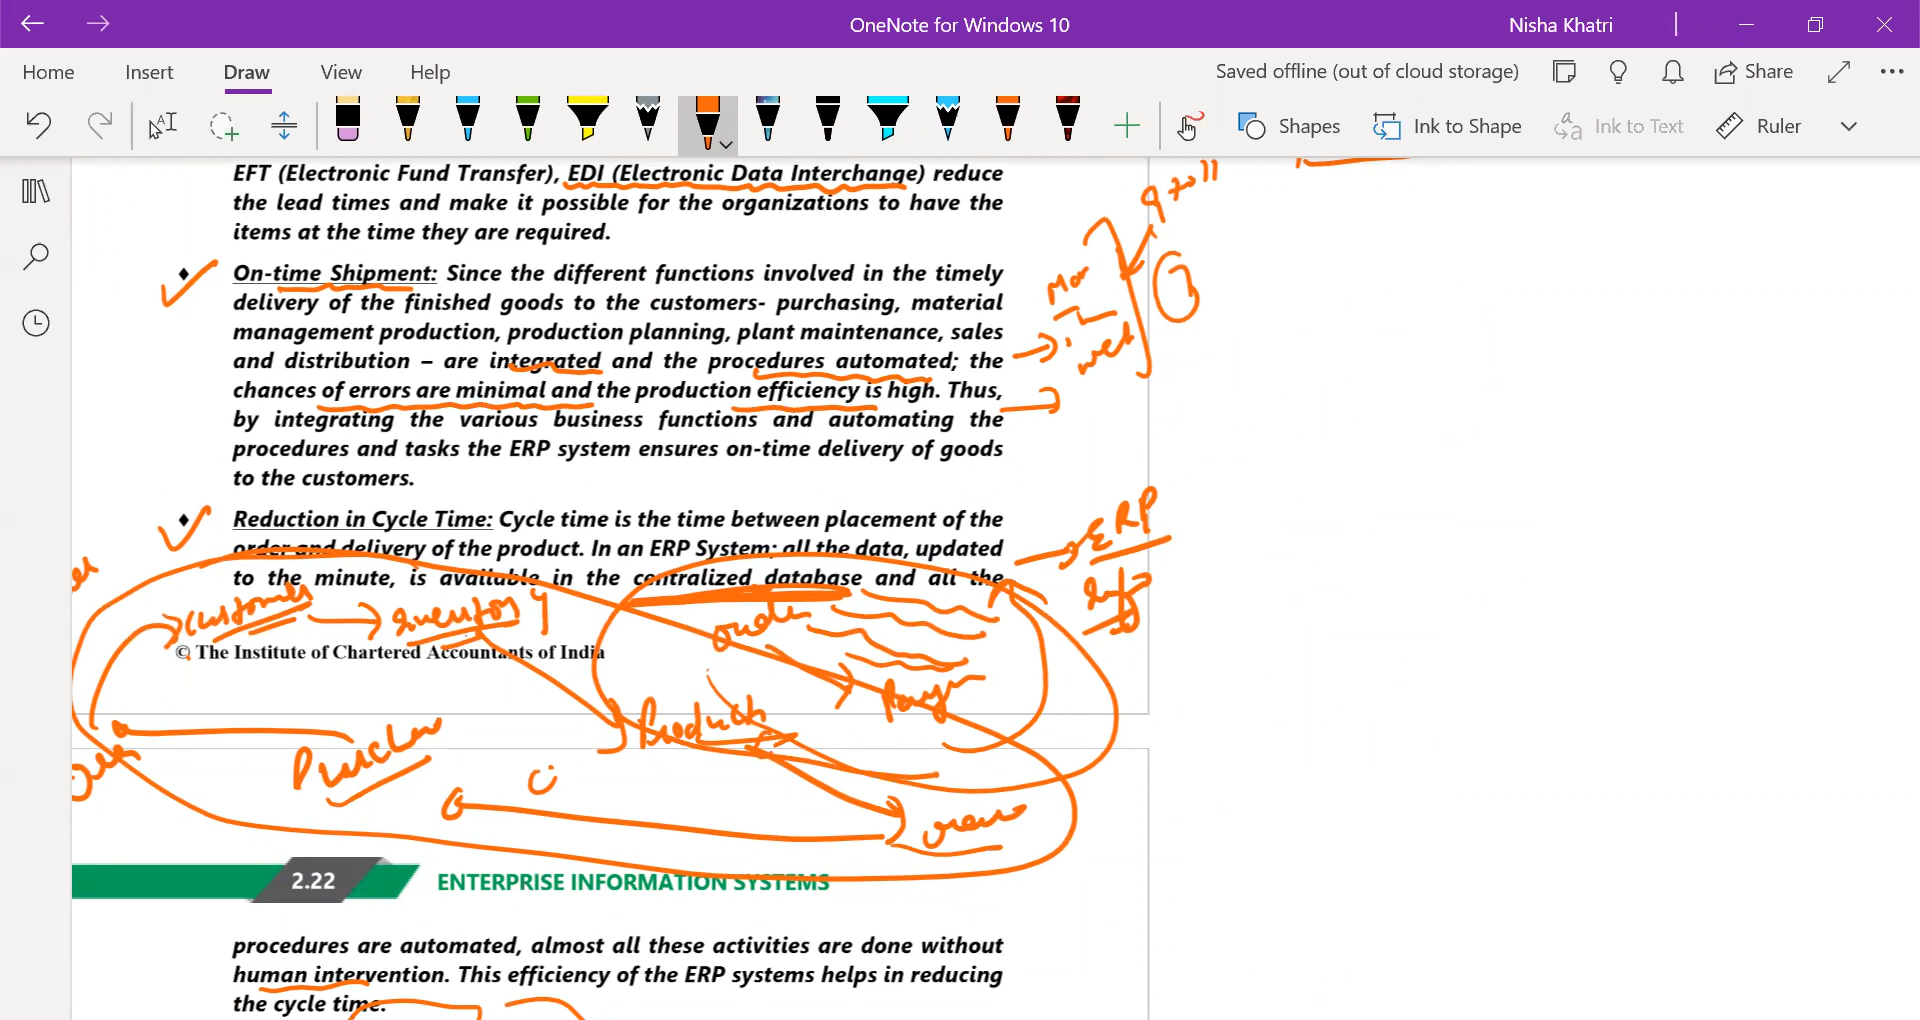 OneNote for Windows 10
Nisha Khatri
Home Insert Draw View Help
Saved offline (out of cloud storage) Share
Shapes Ink to Shape Ink to Text Ruler
EFT (Electronic Fund Transfer), EDI (Electronic Data Interchange) reduce
the lead times and make it possible for the organizations to have the
items at the time they are required.
9 to 11
♦ On-time Shipment: Since the different functions involved in the timely
delivery of the finished goods to the customers- purchasing, material
management production, production planning, plant maintenance, sales
and distribution – are integrated and the procedures automated; the
chances of errors are minimal and the production efficiency is high. Thus,
by integrating the various business functions and automating the
procedures and tasks the ERP system ensures on-time delivery of goods
to the customers.
Mon
wed
♦ Reduction in Cycle Time: Cycle time is the time between placement of the
order and delivery of the product. In an ERP System; all the data, updated
to the minute, is available in the centralized database and all the
ERP
customer
© The Institute of Chartered Accountants of India
2.22 ENTERPRISE INFORMATION SYSTEMS
procedures are automated, almost all these activities are done without
human intervention. This efficiency of the ERP systems helps in reducing
the cycle time.